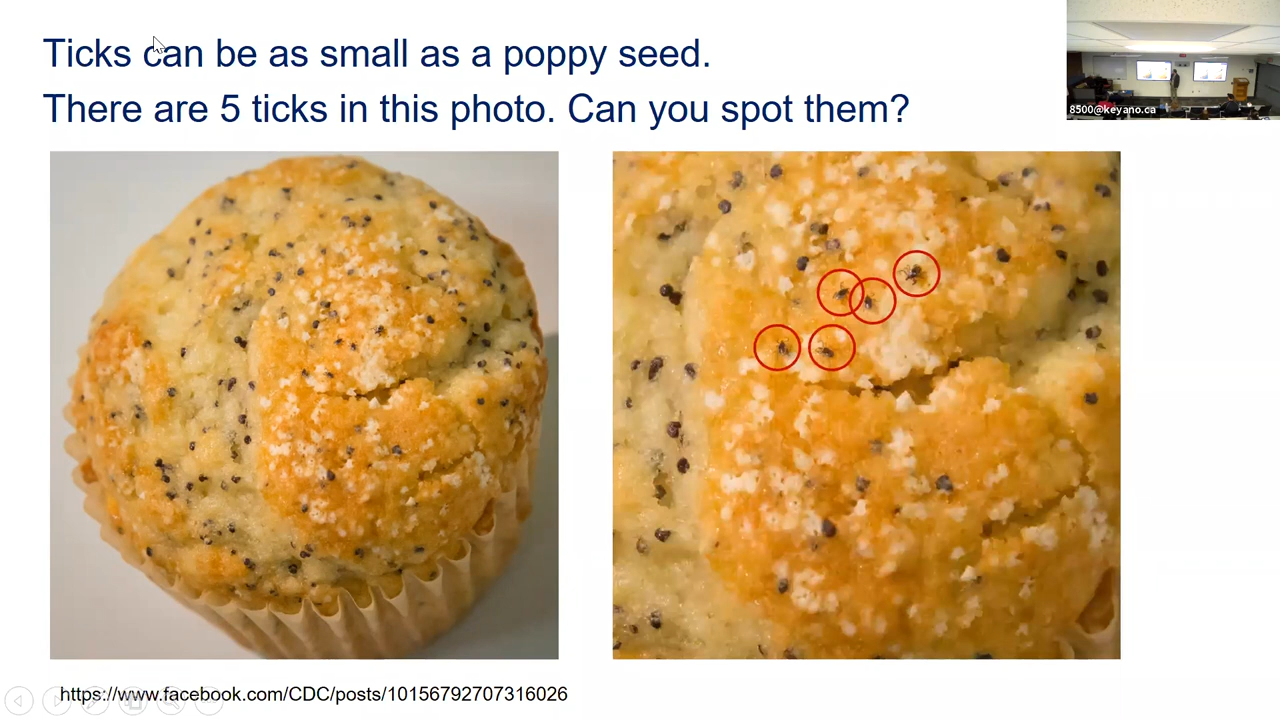 Ticks can be as small as a poppy seed.
There are 5 ticks in this photo. Can you spot them?
8500@keyano.ca
https://www.facebook.com/CDC/posts/10156792707316026